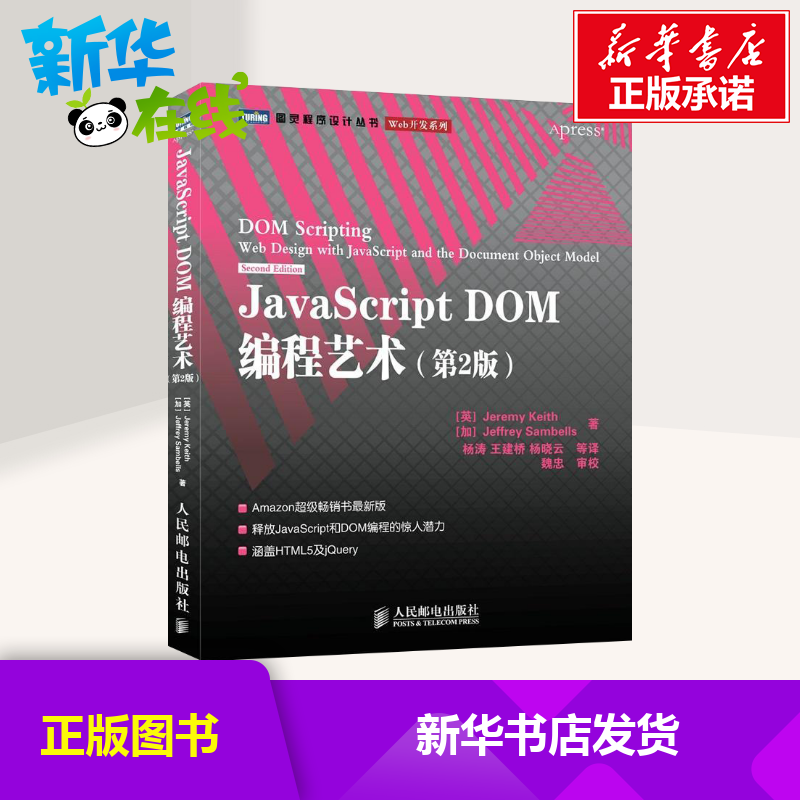 新华
在线
新华书店
正版承诺
TURING
图灵程序设计丛书
Web开发系列
Apress
DOM Scripting
Web Design with JavaScript and the Document Object Model
Second Edition
JavaScript DOM
编程艺术（第2版）
[英] Jeremy Keith
[加] Jeffrey Sambells 著
杨涛 王建桥 杨晓云 等译
魏忠 审校
Amazon超级畅销书最新版
释放JavaScript和DOM编程的惊人潜力
涵盖HTML5及jQuery
人民邮电出版社
POSTS & TELECOM PRESS
JavaScript DOM 编程艺术（第2版）
[英] Jeremy Keith
[加] Jeffrey Sambells 著
人民邮电出版社
正版图书
新华书店发货